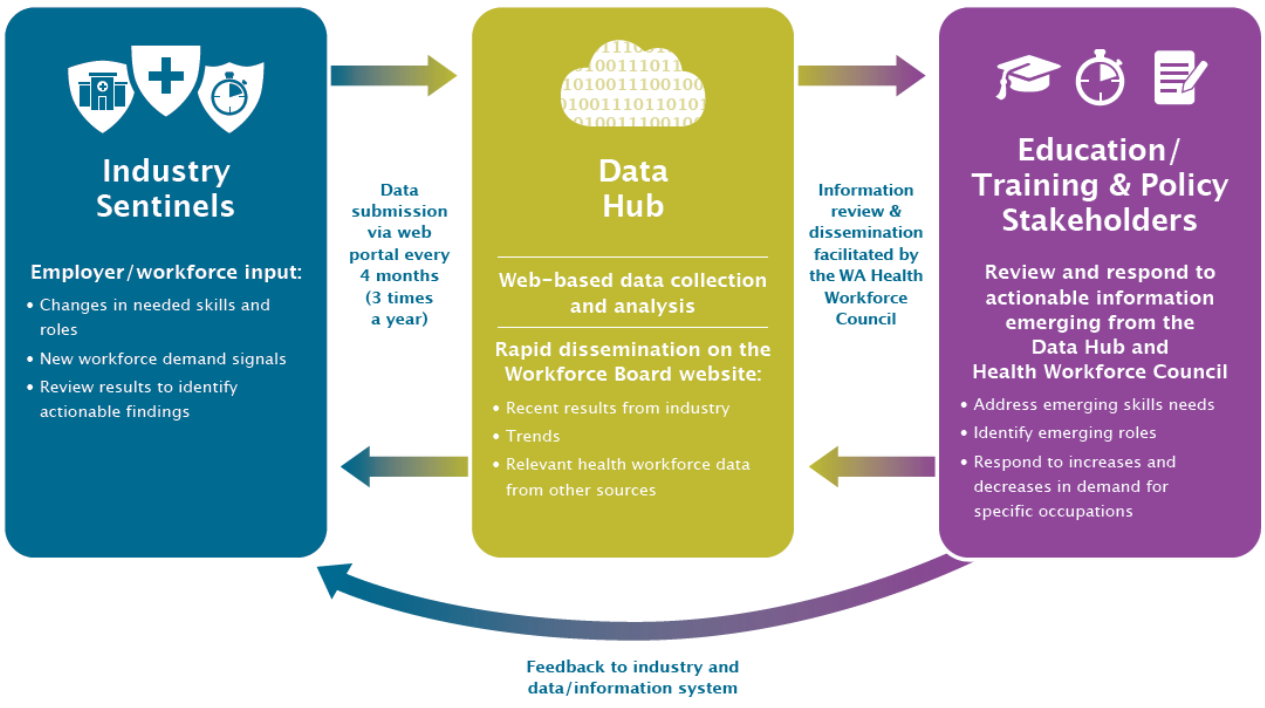 Industry
Sentinels
Employer/workforce input:
• Changes in needed skills and
roles
• New workforce demand signals
• Review results to identify
actionable findings
Data
submission
via web
portal every
4 months
(3 times
a year)
Data
Hub
Web-based data collection
and analysis
Rapid dissemination on the
Workforce Board website:
• Recent results from industry
• Trends
• Relevant health workforce data
from other sources
Information
review &
dissemination
facilitated by
the WA Health
Workforce
Council
Education/
Training & Policy
Stakeholders
Review and respond to
actionable information
emerging from the
Data Hub and
Health Workforce Council
• Address emerging skills needs
• Identify emerging roles
• Respond to increases and
decreases in demand for
specific occupations
Feedback to industry and
data/information system